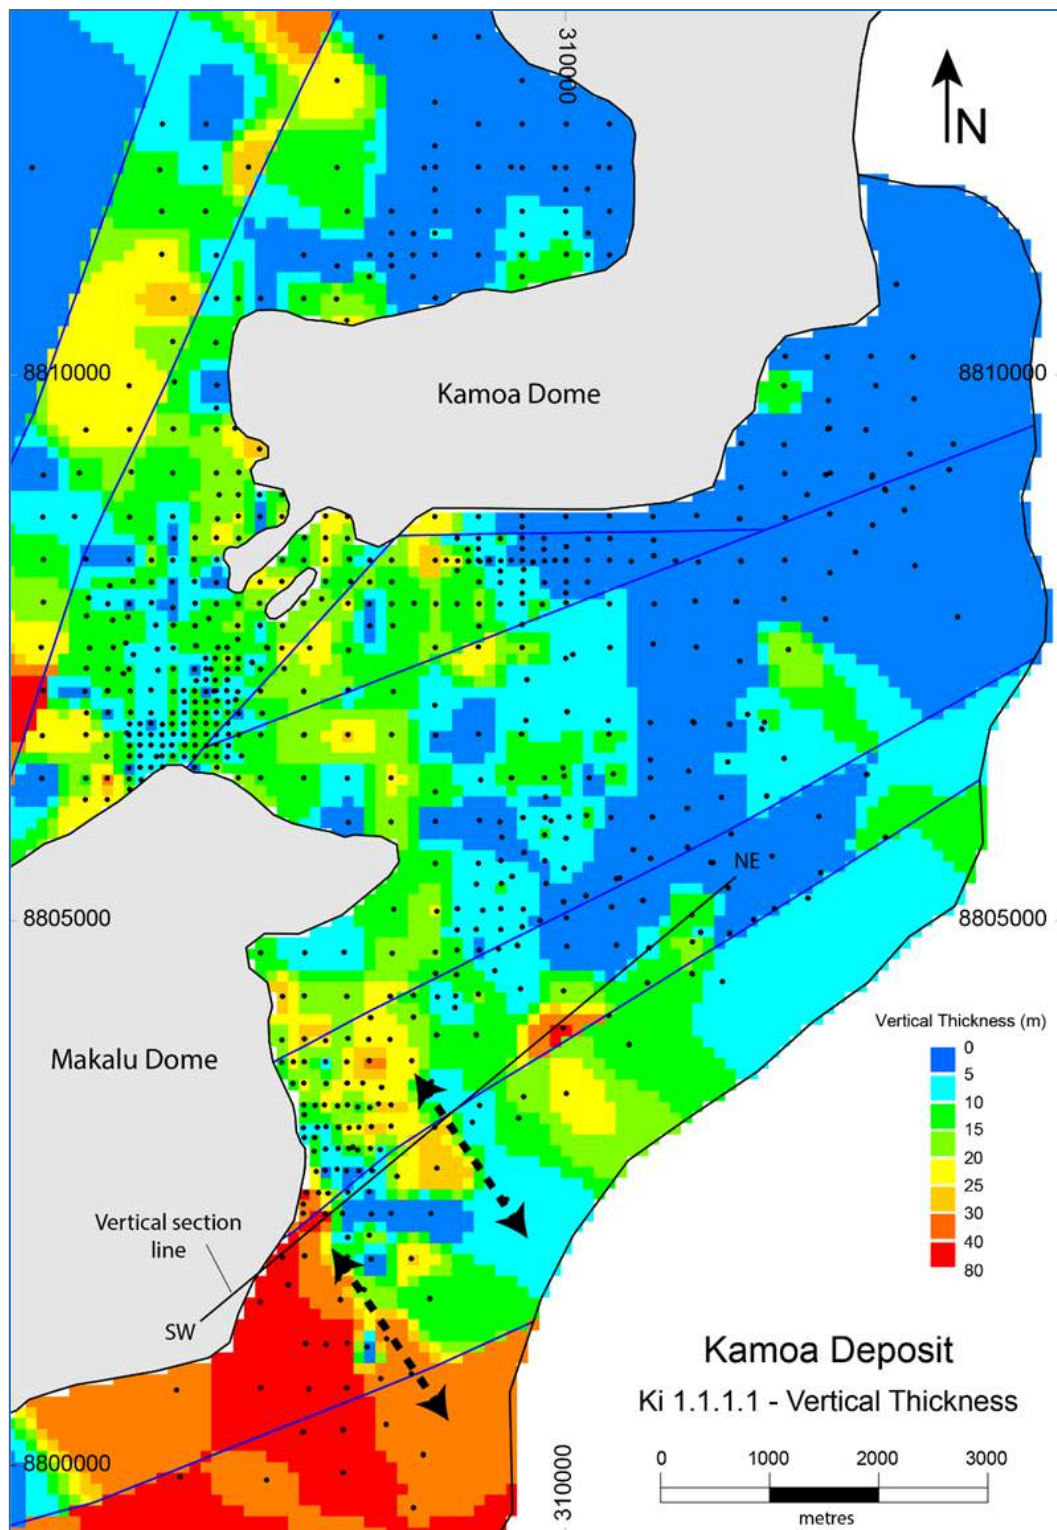 310000
N
8810000
8810000
Kamoa Dome
NE
8805000
8805000
Vertical Thickness (m)
0
5
10
15
20
25
30
40
80
Makalu Dome
Vertical section
line
SW
Kamoa Deposit
Ki 1.1.1.1 - Vertical Thickness
8800000
310000
0 1000 2000 3000
metres